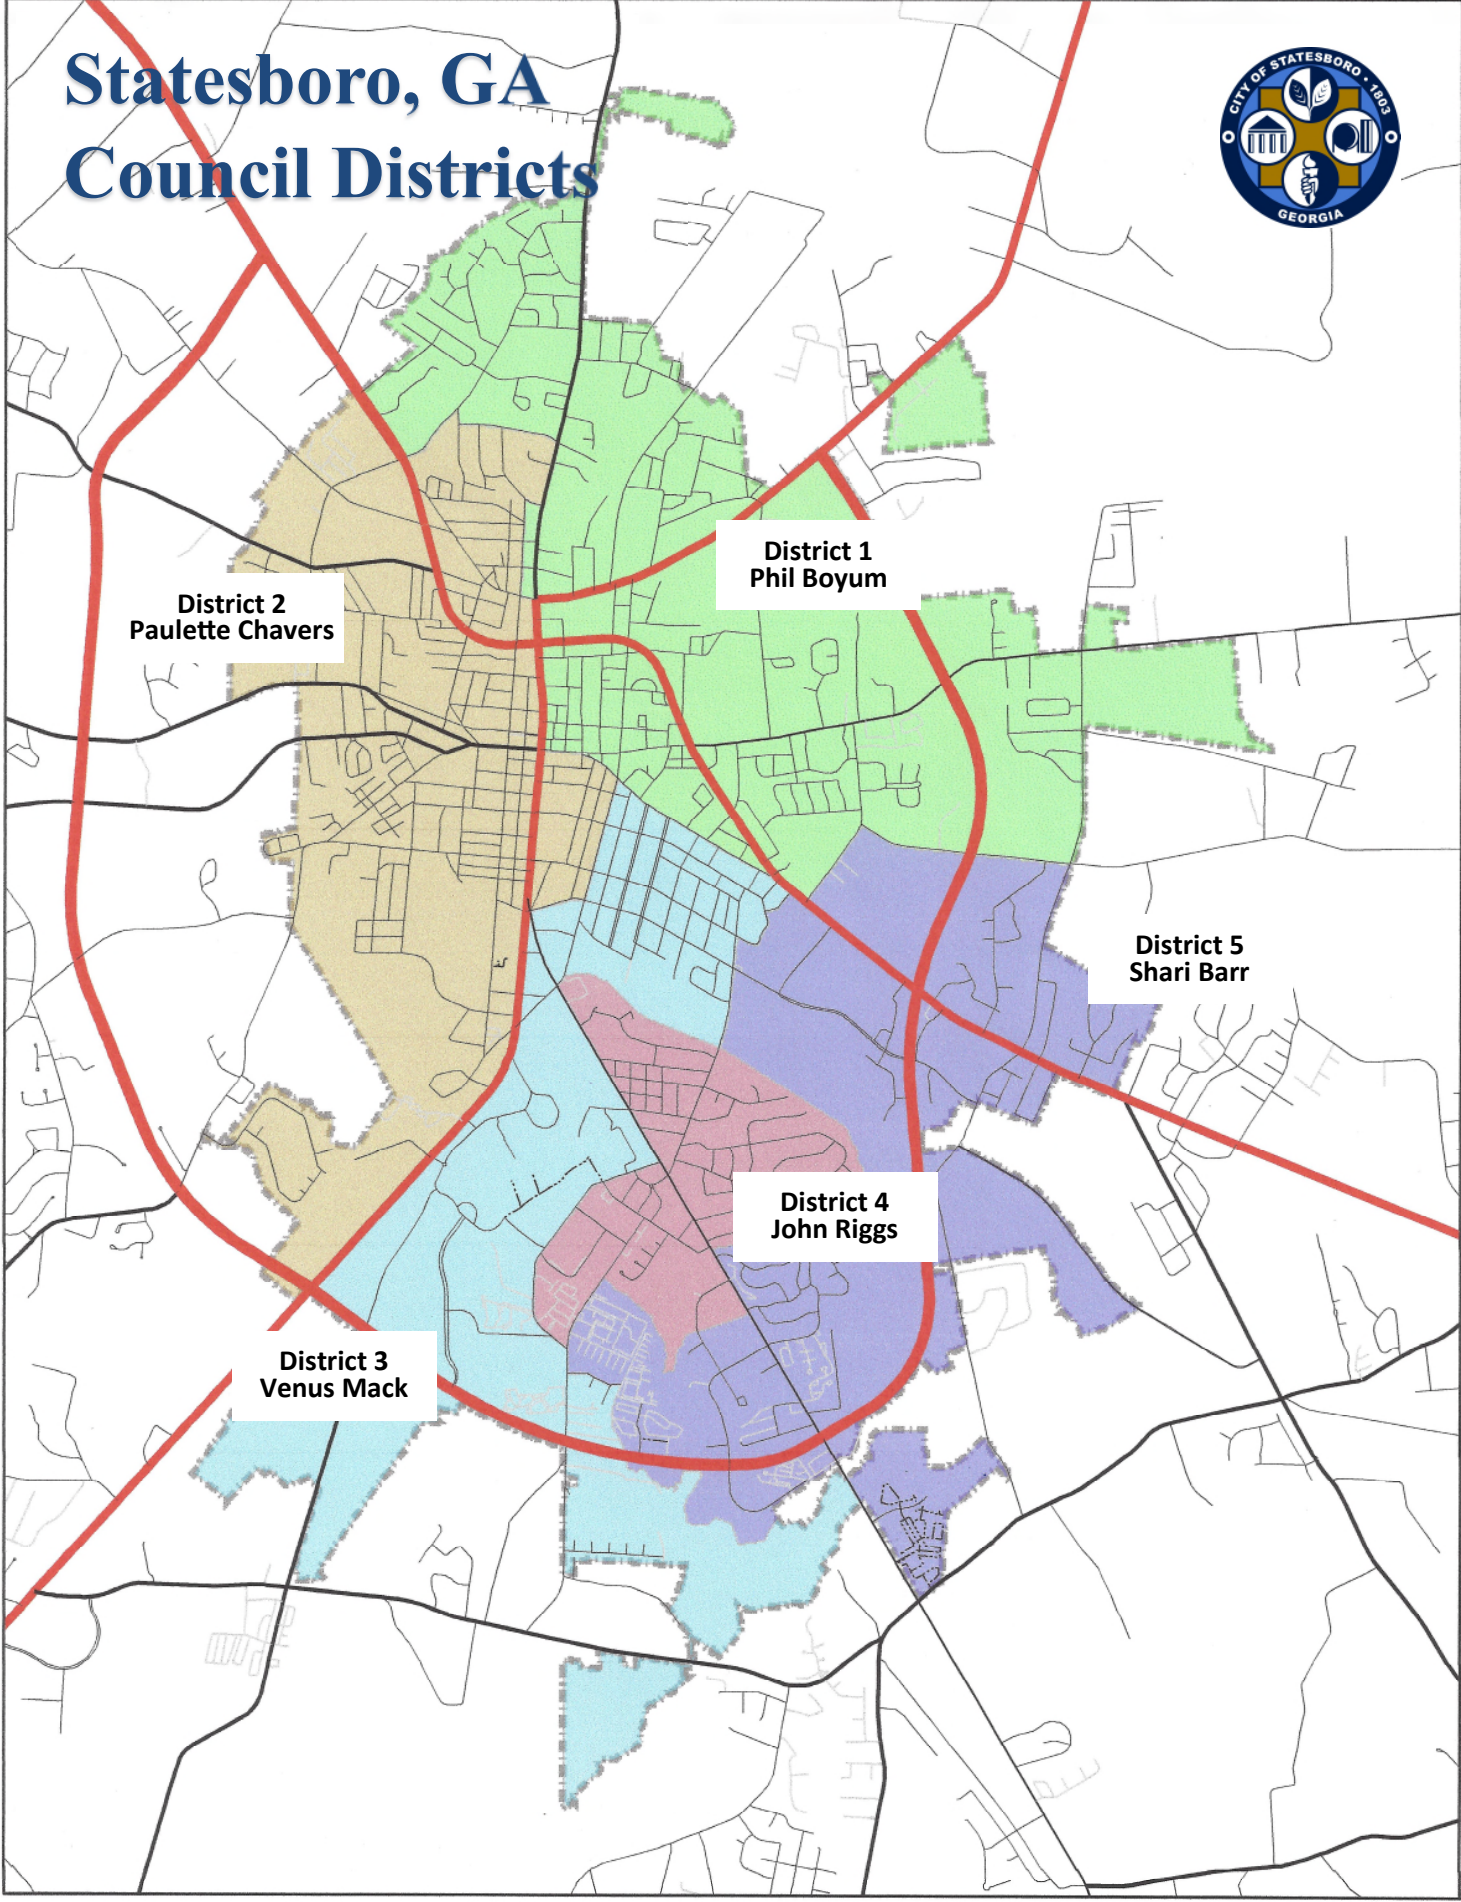 Statesboro, GA
Council Districts
CITY OF STATESBORO • 1803
GEORGIA
District 1
Phil Boyum
District 2
Paulette Chavers
District 5
Shari Barr
District 4
John Riggs
District 3
Venus Mack